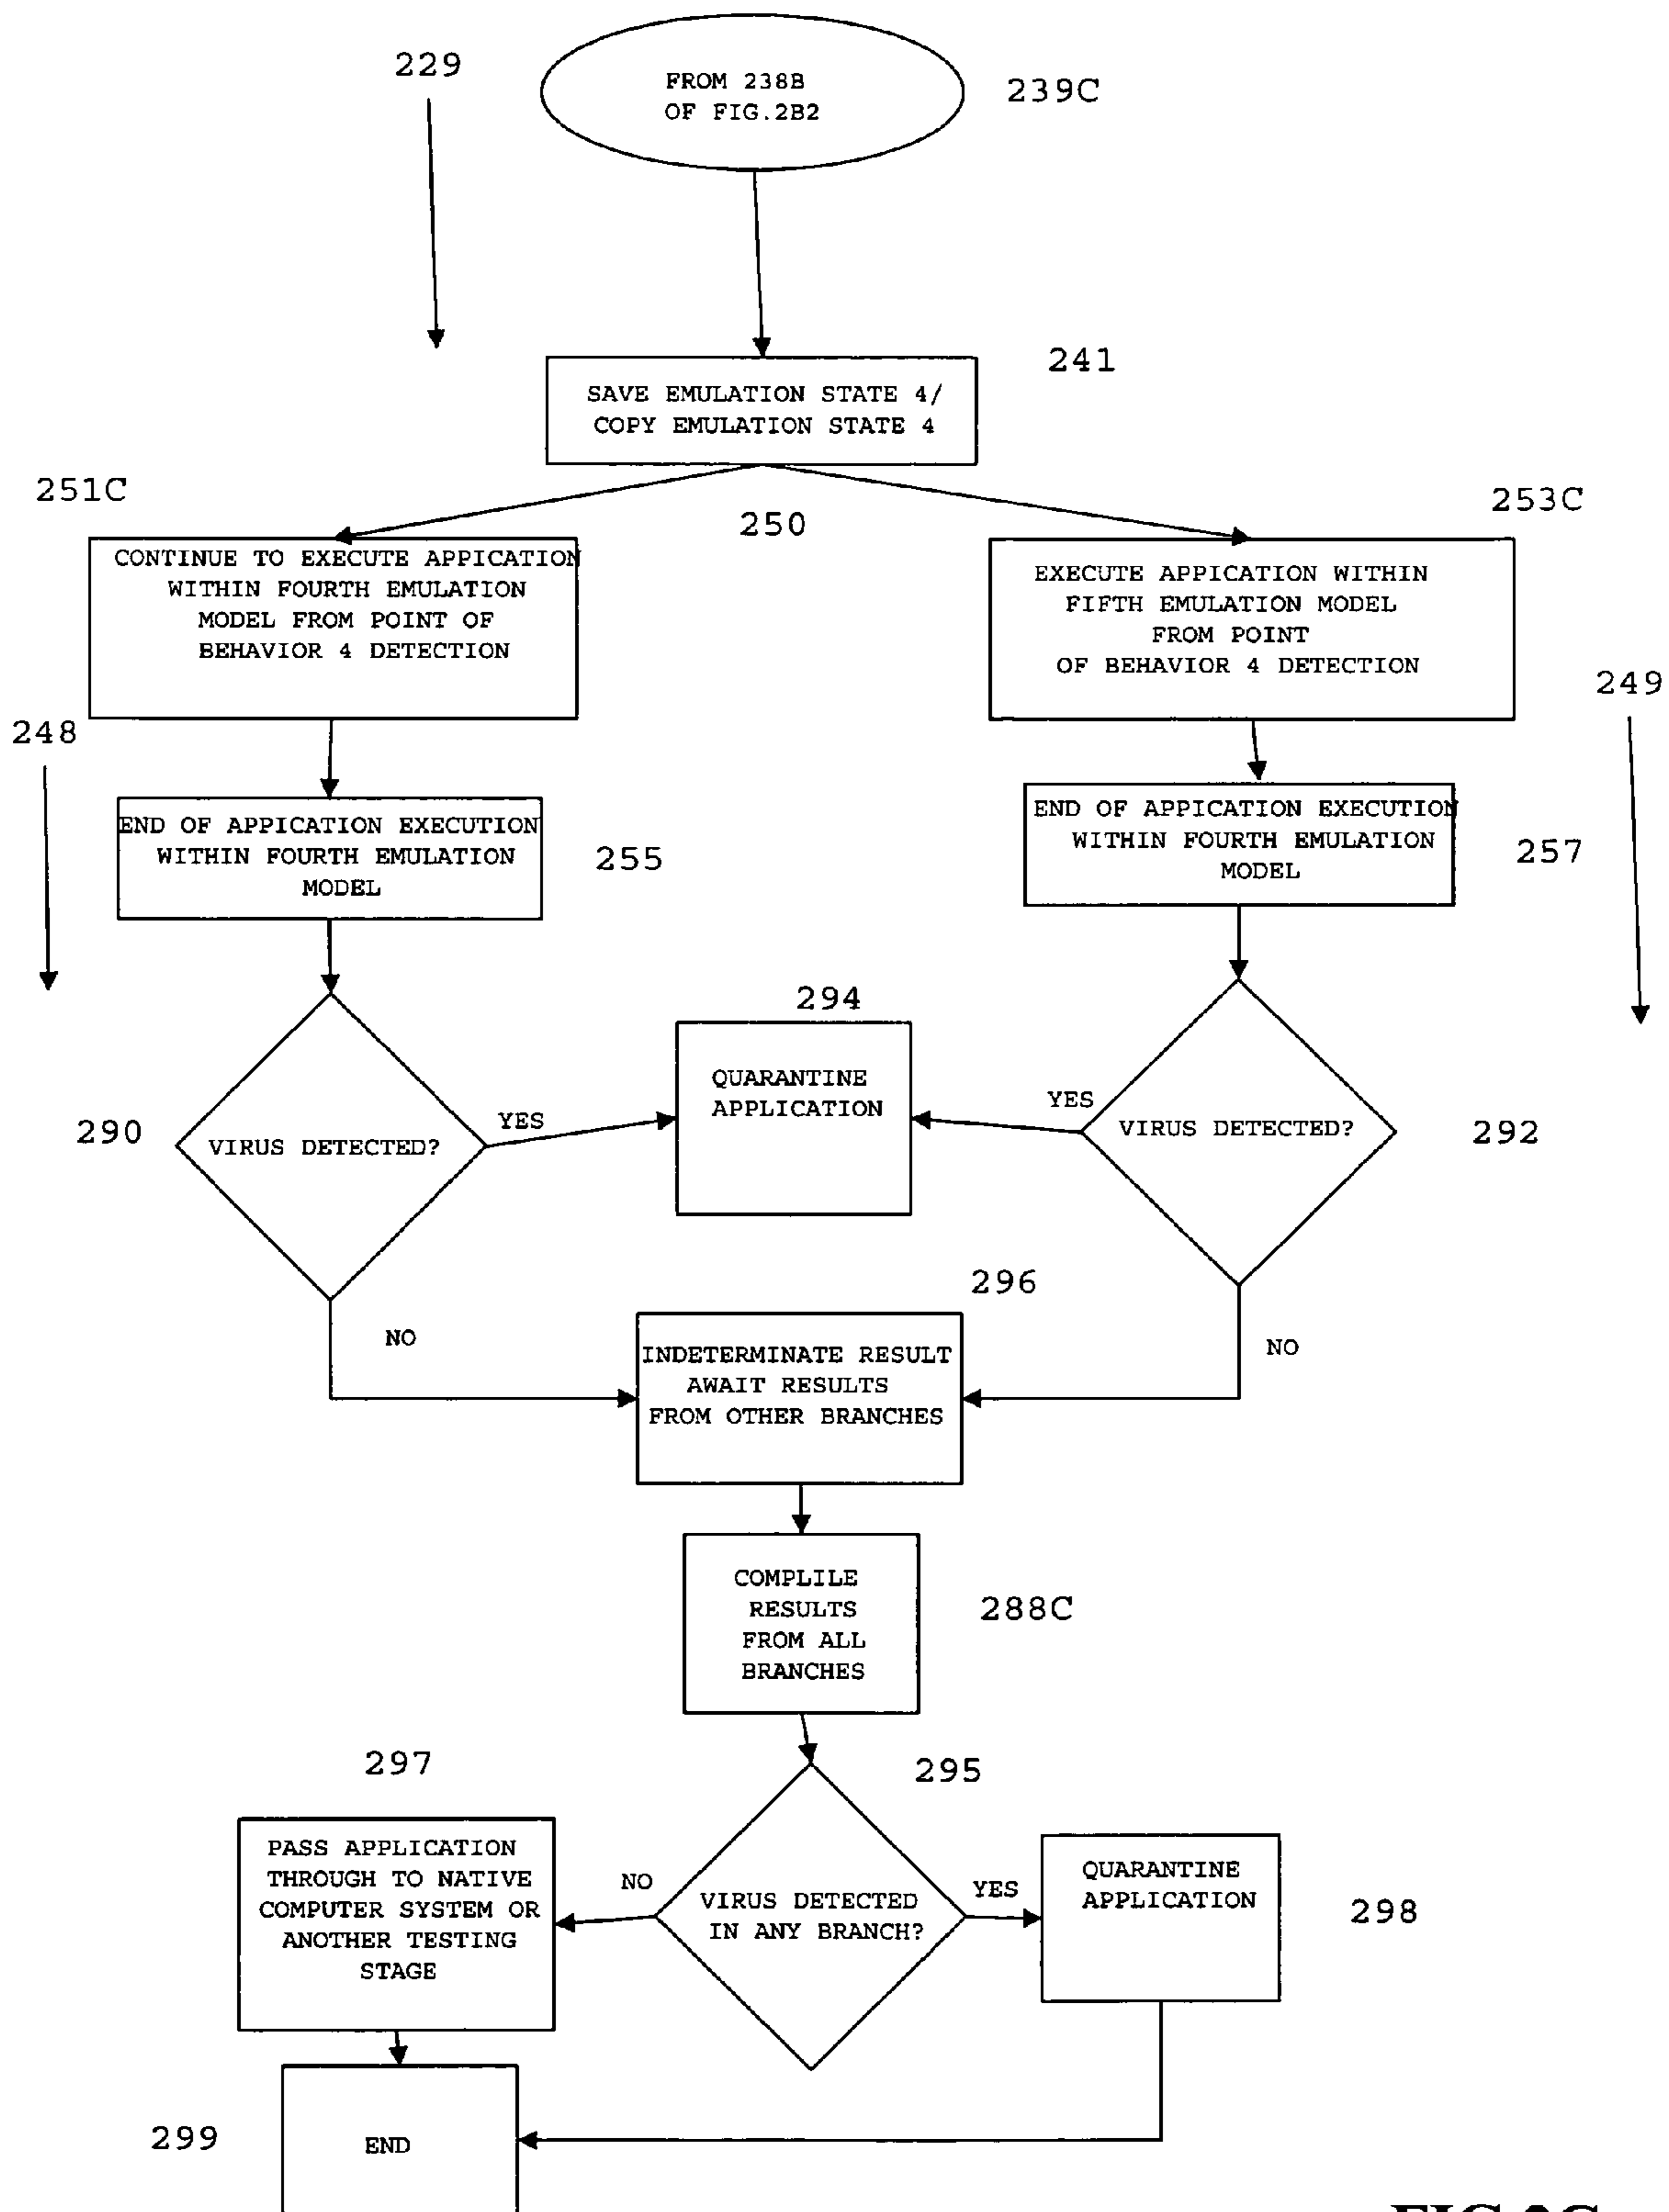 229
FROM 238B
OF FIG.2B2
239C
241
SAVE EMULATION STATE 4/
COPY EMULATION STATE 4
251C
250
253C
CONTINUE TO EXECUTE APPICATION
WITHIN FOURTH EMULATION
MODEL FROM POINT OF
BEHAVIOR 4 DETECTION
EXECUTE APPICATION WITHIN
FIFTH EMULATION MODEL
FROM POINT
OF BEHAVIOR 4 DETECTION
249
248
END OF APPICATION EXECUTION
WITHIN FOURTH EMULATION
MODEL
255
END OF APPICATION EXECUTION
WITHIN FOURTH EMULATION
MODEL
257
294
QUARANTINE
APPLICATION
290
VIRUS DETECTED?
YES
YES
VIRUS DETECTED?
292
296
NO
INDETERMINATE RESULT
AWAIT RESULTS
FROM OTHER BRANCHES
NO
COMPLILE
RESULTS
FROM ALL
BRANCHES
288C
297
295
PASS APPLICATION
THROUGH TO NATIVE
COMPUTER SYSTEM OR
ANOTHER TESTING
STAGE
NO
VIRUS DETECTED
IN ANY BRANCH?
YES
QUARANTINE
APPLICATION
298
299
END